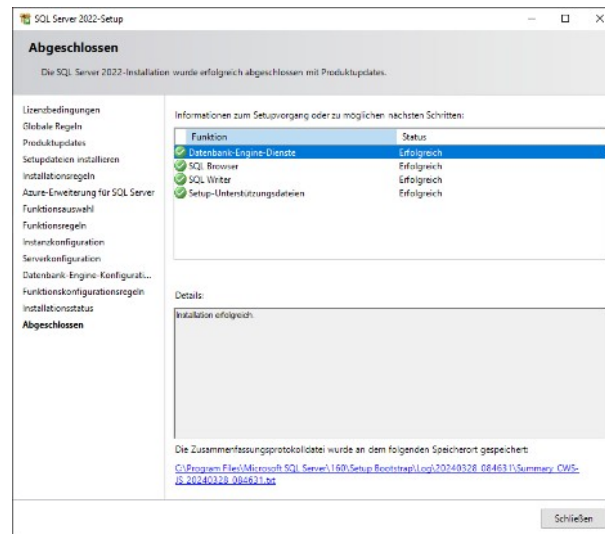 SQL Server 2022-Setup
Abgeschlossen
Die SQL Server 2022-Installation wurde erfolgreich abgeschlossen mit Produktupdates.
Lizenzbedingungen
Globale Regeln
Produktupdates
Setupdateien installieren
Installationsregeln
Azure-Erweiterung für SQL Server
Funktionsauswahl
Funktionsregeln
Instanzkonfiguration
Serverkonfiguration
Datenbank-Engine-Konfigurati...
Funktionskonfigurationsregeln
Installationsstatus
Abgeschlossen
Informationen zum Setupvorgang oder zu möglichen nächsten Schritten:
Funktion Status
Datenbank-Engine-Dienste Erfolgreich
SQL Browser Erfolgreich
SQL Writer Erfolgreich
Setup-Unterstützungsdateien Erfolgreich
Details:
Installation erfolgreich.
Die Zusammenfassungsprotokolldatei wurde an dem folgenden Speicherort gespeichert:
C:\Program Files\Microsoft SQL Server\160\Setup Bootstrap\Log\20240328_084631\Summary_CWS-
JS_20240328_084631.txt
Schließen